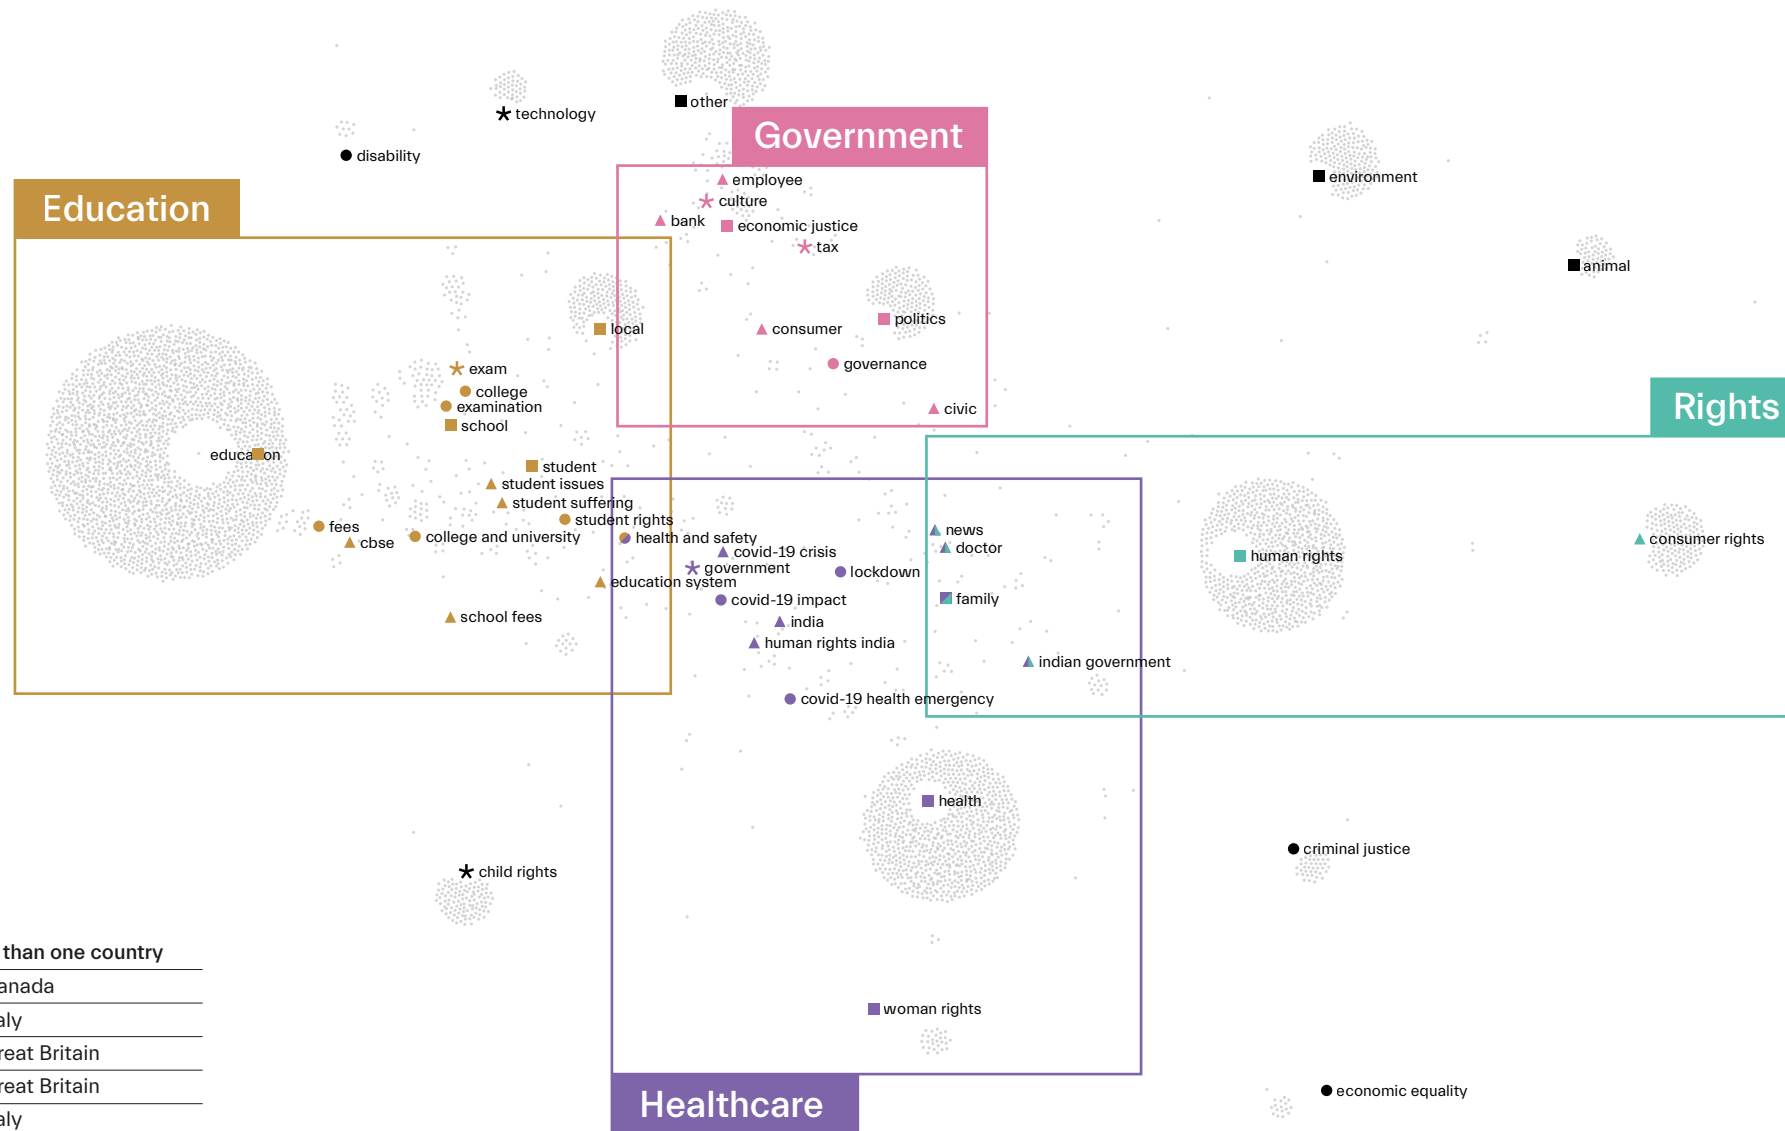 other
technology
Government
disability
employee
environment
culture
Education
bank
economic justice
tax
animal
politics
local
consumer
governance
exam
college
examination
civic
Rights
school
education
student
student issues
student suffering
student rights
fees
news
college and university
health and safety
consumer rights
cbse
covid-19 crisis
doctor
human rights
government
lockdown
education system
covid-19 impact
family
school fees
india
human rights india
indian government
covid-19 health emergency
health
criminal justice
child rights
than one country
anada
woman rights
aly
reat Britain
reat Britain
economic equality
Healthcare
aly